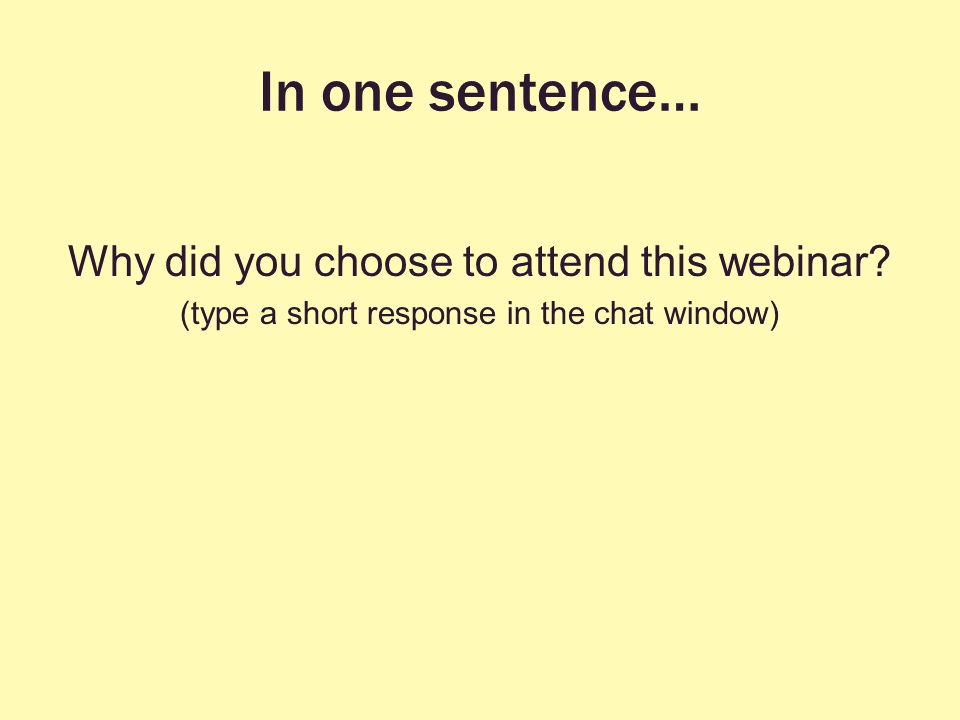 In one sentence...
Why did you choose to attend this webinar?
(type a short response in the chat window)